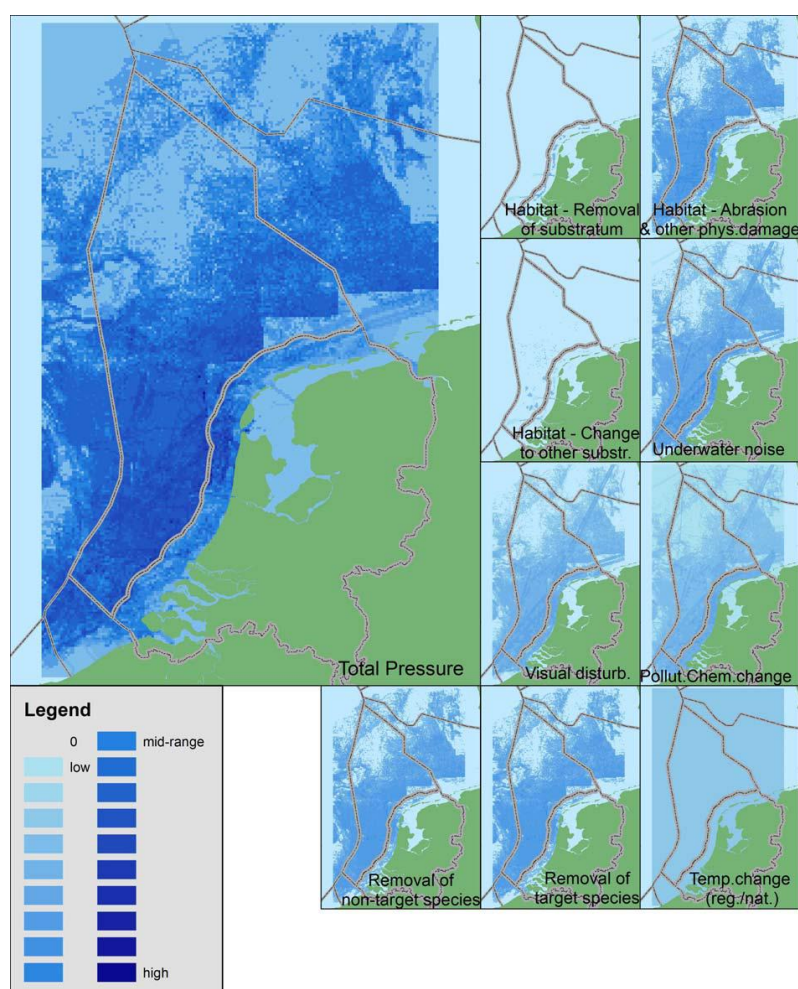 Habitat - Removal
of substratum
Habitat - Abrasion
& other phys.damage
Habitat - Change
to other substr.
Underwater noise
Total Pressure
Visual disturb.
Pollut.Chem.change
Legend
0
mid-range
low
high
Removal of
non-target species
Removal of
target species
Temp.change
(reg./nat.)